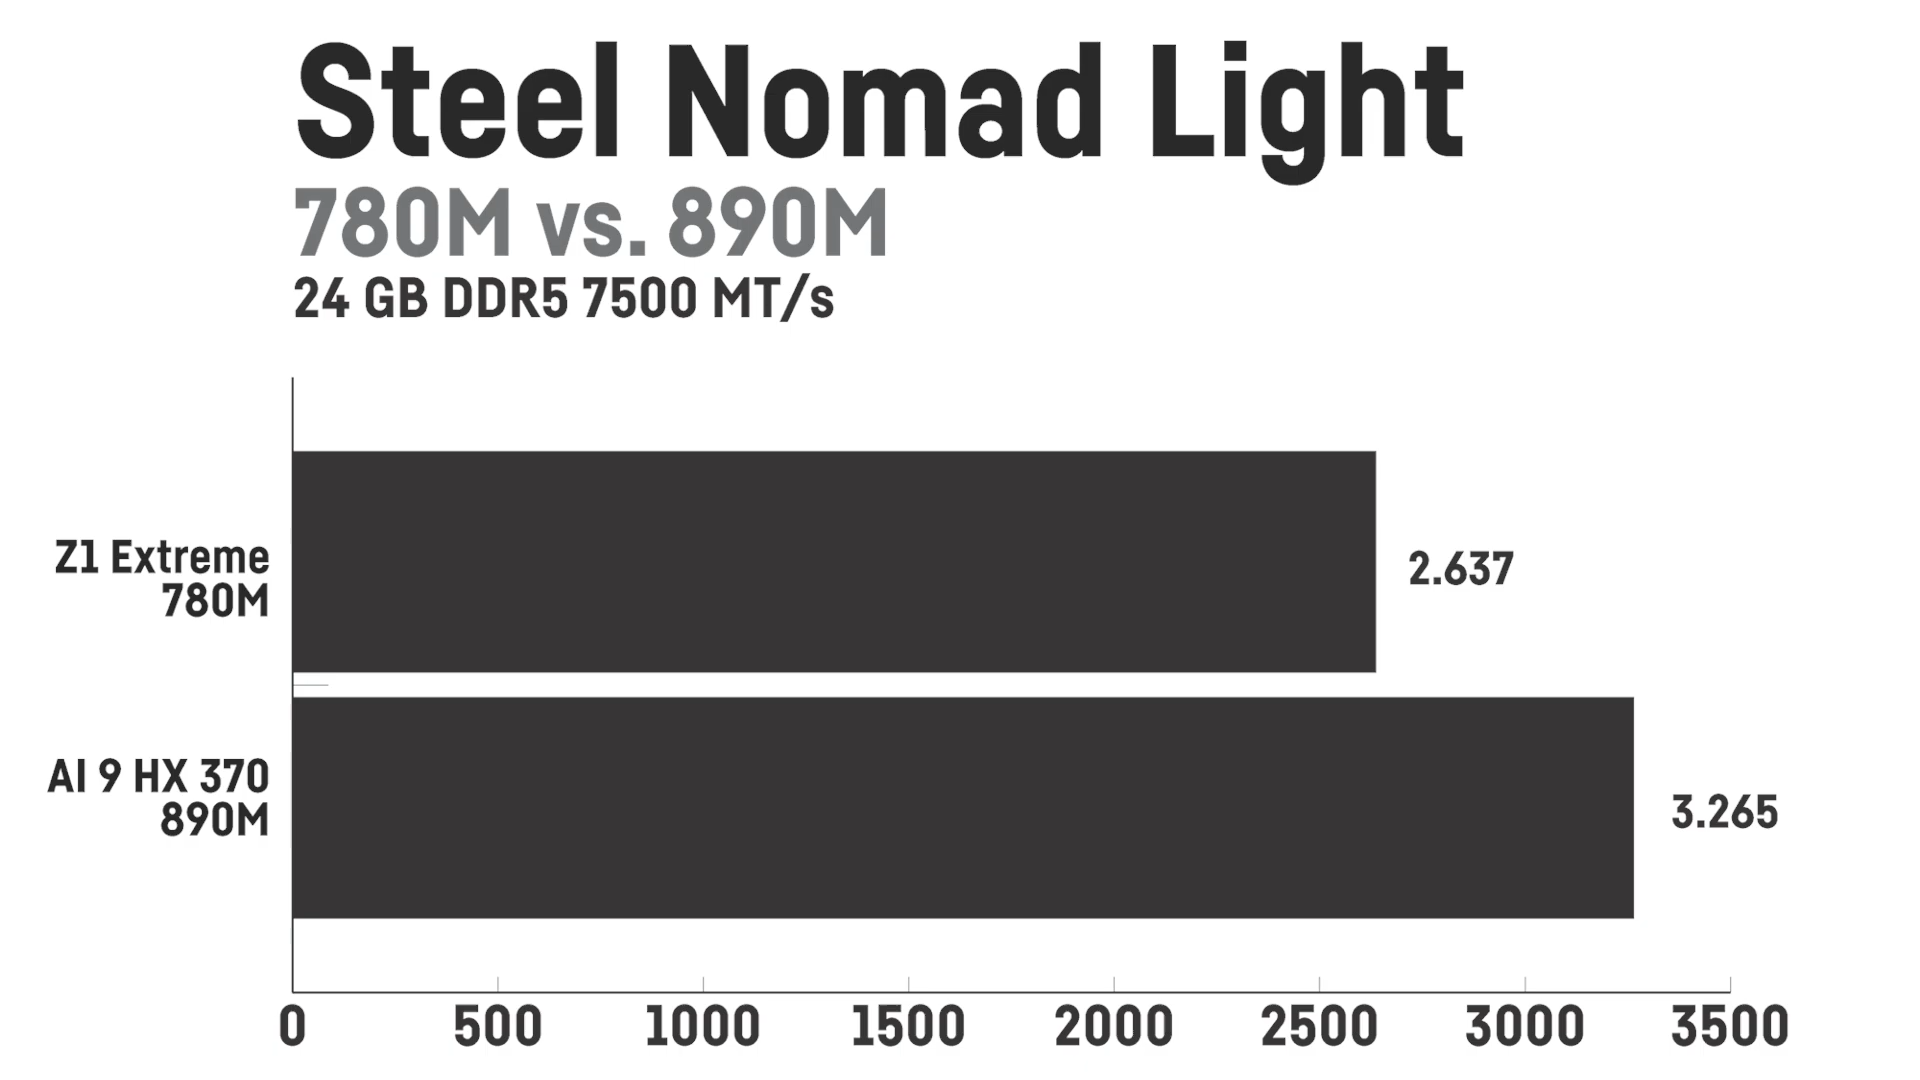 Steel Nomad Light
780M vs. 890M
24 GB DDR5 7500 MT/s
Z1 Extreme
780M
2.637
AI 9 HX 370
890M
3.265
0 500 1000 1500 2000 2500 3000 3500